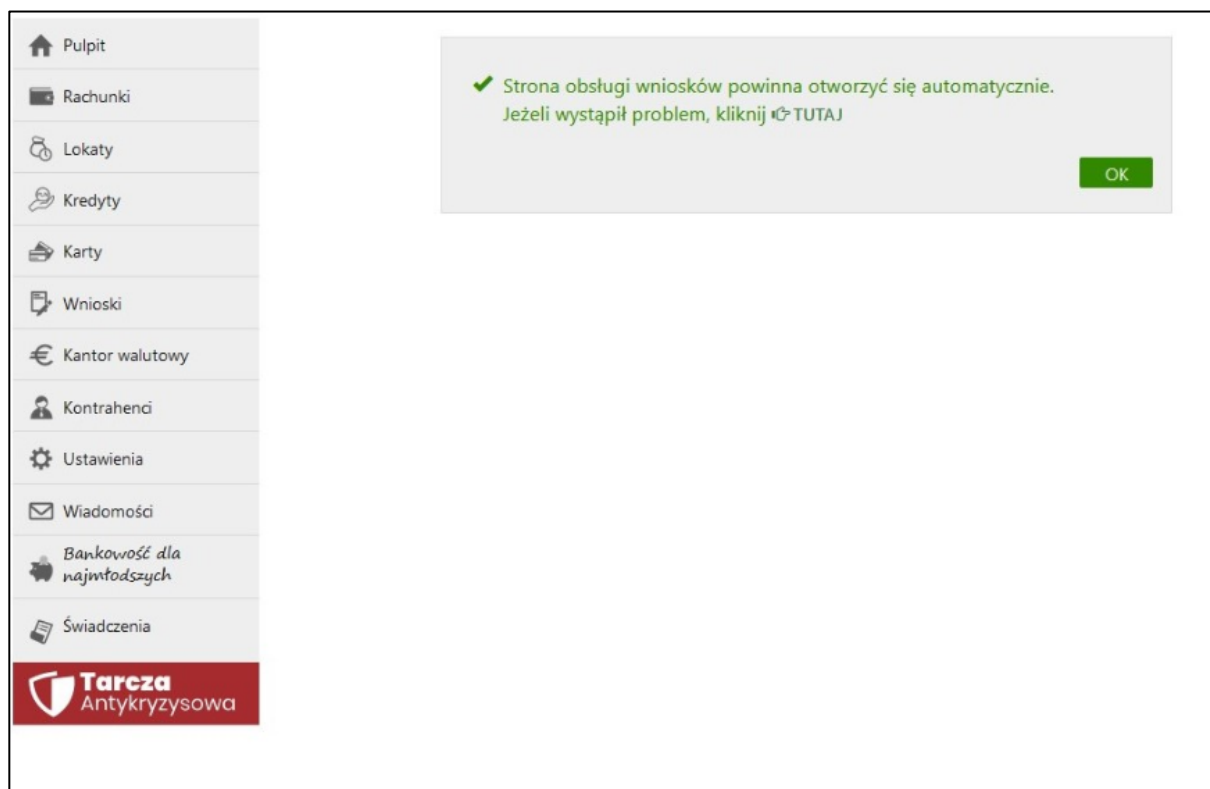 Pulpit
Rachunki
Lokaty
Kredyty
Karty
Wnioski
Kantor walutowy
Kontrahenci
Ustawienia
Wiadomości
Bankowość dla
najmłodszych
Świadczenia
Tarcza
Antykryzysowa
Strona obsługi wniosków powinna otworzyć się automatycznie.
Jeżeli wystąpił problem, kliknij TUTAJ
OK